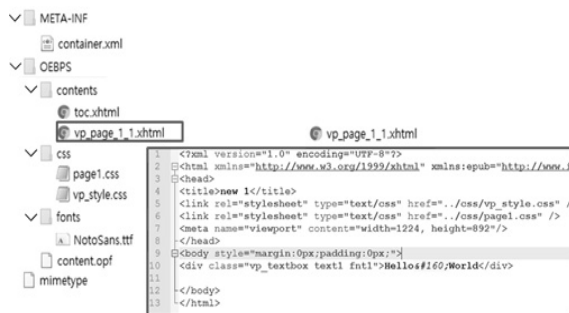 META-INF
container.xml
OEBPS
contents
toc.xhtml
vp_page_1_1.xhtml
css
page1.css
vp_style.css
fonts
NotoSans.ttf
content.opf
mimetype
vp_page_1_1.xhtml
1 <?xml version="1.0" encoding="UTF-8"?>
2 <html xmlns="http://www.w3.org/1999/xhtml" xmlns:epub="http://www.i
3 <head>
4 <title>new 1</title>
5 <link rel="stylesheet" type="text/css" href="../css/vp_style.css" /
6 <link rel="stylesheet" type="text/css" href="../css/page1.css" />
7 <meta name="viewport" content="width=1224, height=892"/>
8 </head>
9 <body style="margin:0px;padding:0px;">
10 <div class="vp_textbox text1 fnt1">Hello&#160;World</div>
11
12 </body>
13 </html>